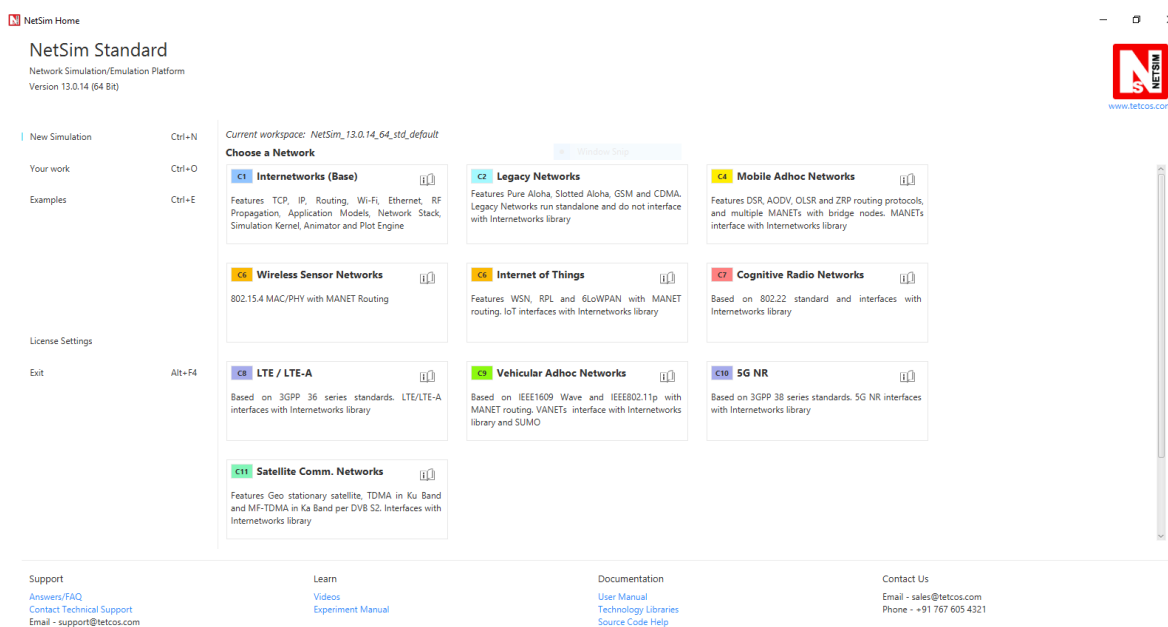 NetSim Home
NetSim Standard
Network Simulation/Emulation Platform
Version 13.0.14 (64 Bit)
N
S
NETSIM
www.tetcos.com
New Simulation Ctrl+N
Your work Ctrl+O
Examples Ctrl+E
License Settings
Exit Alt+F4
Current workspace: NetSim_13.0.14_64_std_default
Choose a Network
Window Snip
C1 Internetworks (Base)
Features TCP, IP, Routing, Wi-Fi, Ethernet, RF
Propagation, Application Models, Network Stack,
Simulation Kernel, Animator and Plot Engine
C2 Legacy Networks
Features Pure Aloha, Slotted Aloha, GSM and CDMA.
Legacy Networks run standalone and do not interface
with Internetworks library
C4 Mobile Adhoc Networks
Features DSR, AODV, OLSR and ZRP routing protocols,
and multiple MANETs with bridge nodes. MANETs
interface with Internetworks library
C6 Wireless Sensor Networks
802.15.4 MAC/PHY with MANET Routing
C6 Internet of Things
Features WSN, RPL and 6LoWPAN with MANET
routing. IoT interfaces with Internetworks library
C7 Cognitive Radio Networks
Based on 802.22 standard and interfaces with
Internetworks library
C8 LTE / LTE-A
Based on 3GPP 36 series standards. LTE/LTE-A
interfaces with Internetworks library
C9 Vehicular Adhoc Networks
Based on IEEE1609 Wave and IEEE802.11p with
MANET routing. VANETs interface with Internetworks
library and SUMO
C10 5G NR
Based on 3GPP 38 series standards. 5G NR interfaces
with Internetworks library
C11 Satellite Comm. Networks
Features Geo stationary satellite, TDMA in Ku Band
and MF-TDMA in Ka Band per DVB S2. Interfaces with
Internetworks library
Support
Answers/FAQ
Contact Technical Support
Email - support@tetcos.com
Learn
Videos
Experiment Manual
Documentation
User Manual
Technology Libraries
Source Code Help
Contact Us
Email - sales@tetcos.com
Phone - +91 767 605 4321